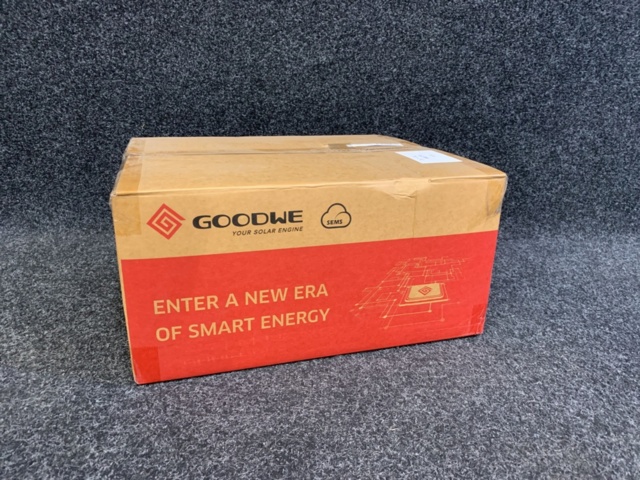 GOODWE
YOUR SOLAR ENGINE
SEMS
ENTER A NEW ERA
OF SMART ENERGY